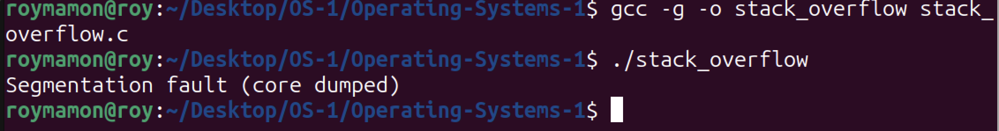 roymamon@roy:~/Desktop/OS-1/Operating-Systems-1$ gcc -g -o stack_overflow stack_
overflow.c
roymamon@roy:~/Desktop/OS-1/Operating-Systems-1$ ./stack_overflow
Segmentation fault (core dumped)
roymamon@roy:~/Desktop/OS-1/Operating-Systems-1$